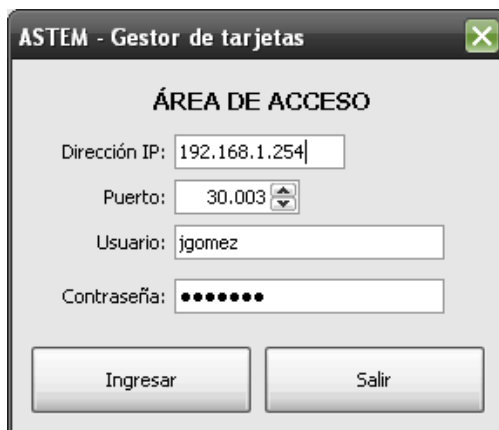 ASTEM - Gestor de tarjetas
ÁREA DE ACCESO
Dirección IP: 192.168.1.254
Puerto: 30.003
Usuario: jgomez
Contraseña: ●●●●●●●
Ingresar Salir